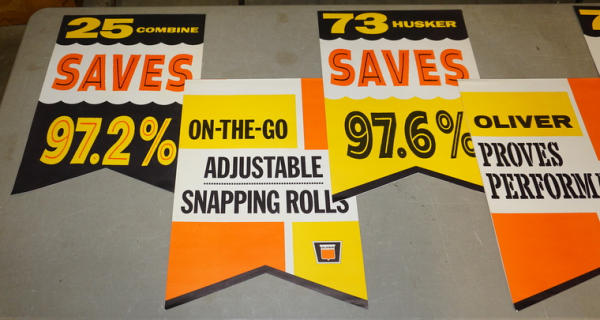 25 COMBINE
SAVES
97.2%
ON-THE-GO
ADJUSTABLE
SNAPPING ROLLS
73 HUSKER
SAVES
97.6%
OLIVER
PROVES